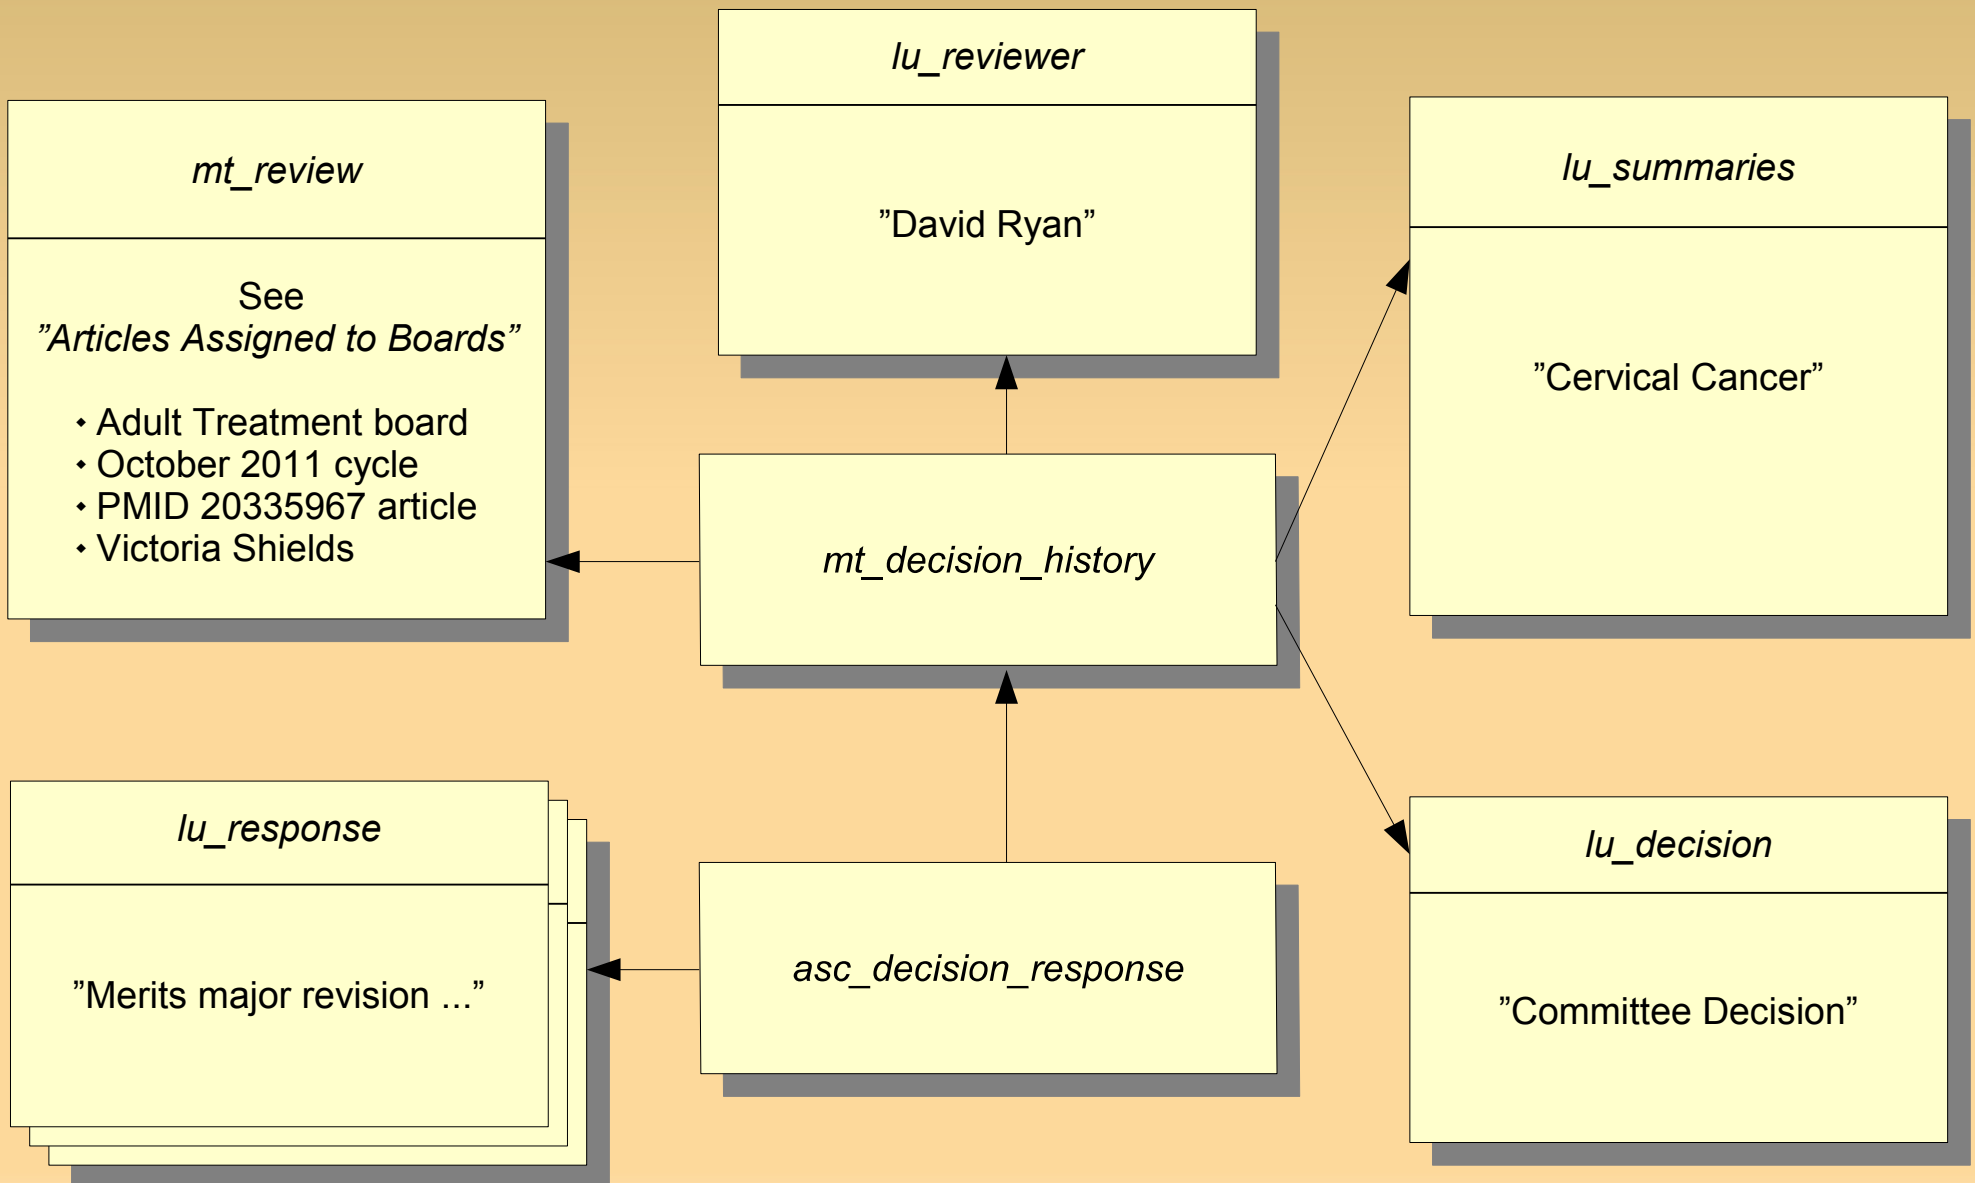 lu_reviewer
”David Ryan”
mt_review
See
”Articles Assigned to Boards”
• Adult Treatment board
• October 2011 cycle
• PMID 20335967 article
• Victoria Shields
lu_summaries
”Cervical Cancer”
mt_decision_history
lu_response
”Merits major revision ...”
asc_decision_response
lu_decision
”Committee Decision”